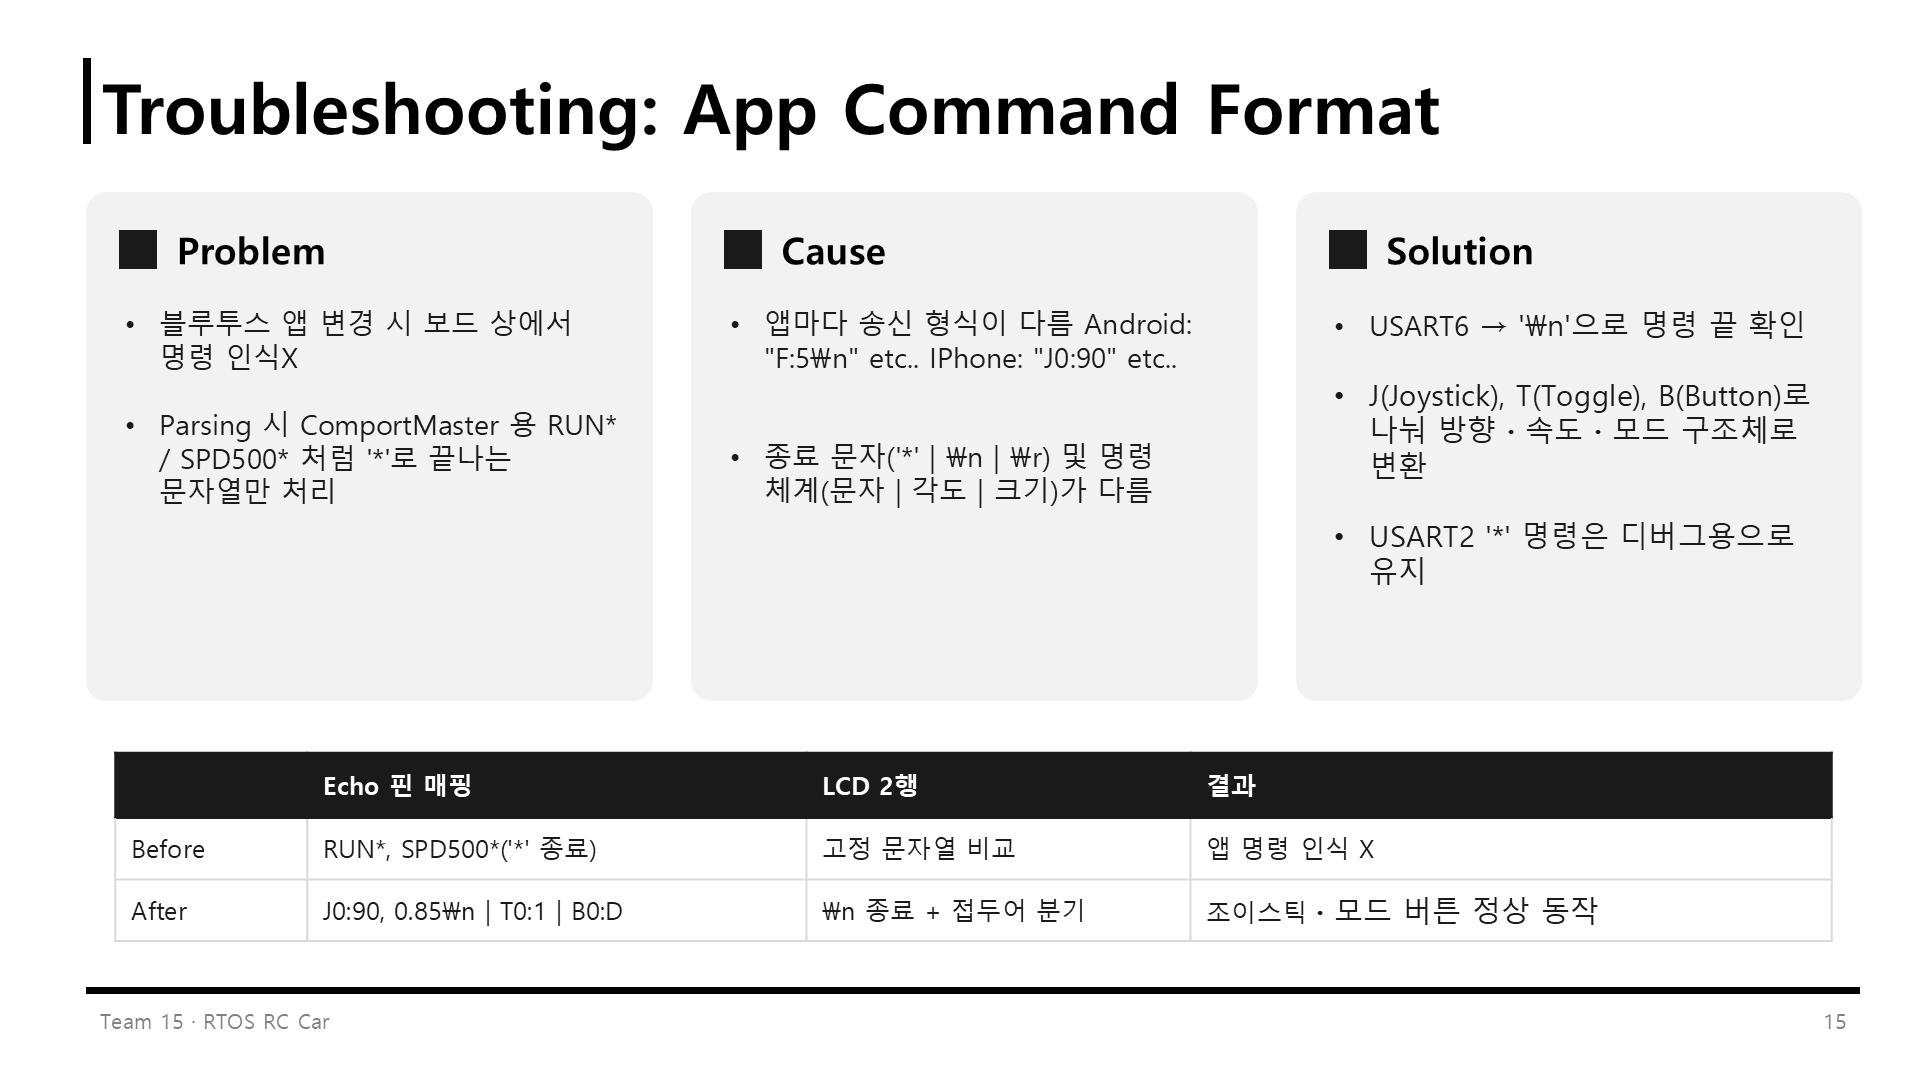 Troubleshooting: App Command Format
Problem
• 블루투스 앱 변경 시 보드 상에서
명령 인식X
• Parsing 시 ComportMaster 용 RUN*
/ SPD500* 처럼 '*'로 끝나는
문자열만 처리
Cause
• 앱마다 송신 형식이 다름 Android:
"F:5₩n" etc.. IPhone: "J0:90" etc..
• 종료 문자('*' | ₩n | ₩r) 및 명령
체계(문자 | 각도 | 크기)가 다름
Solution
• USART6 → '₩n'으로 명령 끝 확인
• J(Joystick), T(Toggle), B(Button)로
나눠 방향 · 속도 · 모드 구조체로
변환
• USART2 '*' 명령은 디버그용으로
유지
Echo 핀 매핑 LCD 2행 결과
Before RUN*, SPD500*('*' 종료) 고정 문자열 비교 앱 명령 인식 X
After J0:90, 0.85₩n | T0:1 | B0:D ₩n 종료 + 접두어 분기 조이스틱 · 모드 버튼 정상 동작
Team 15 · RTOS RC Car 15